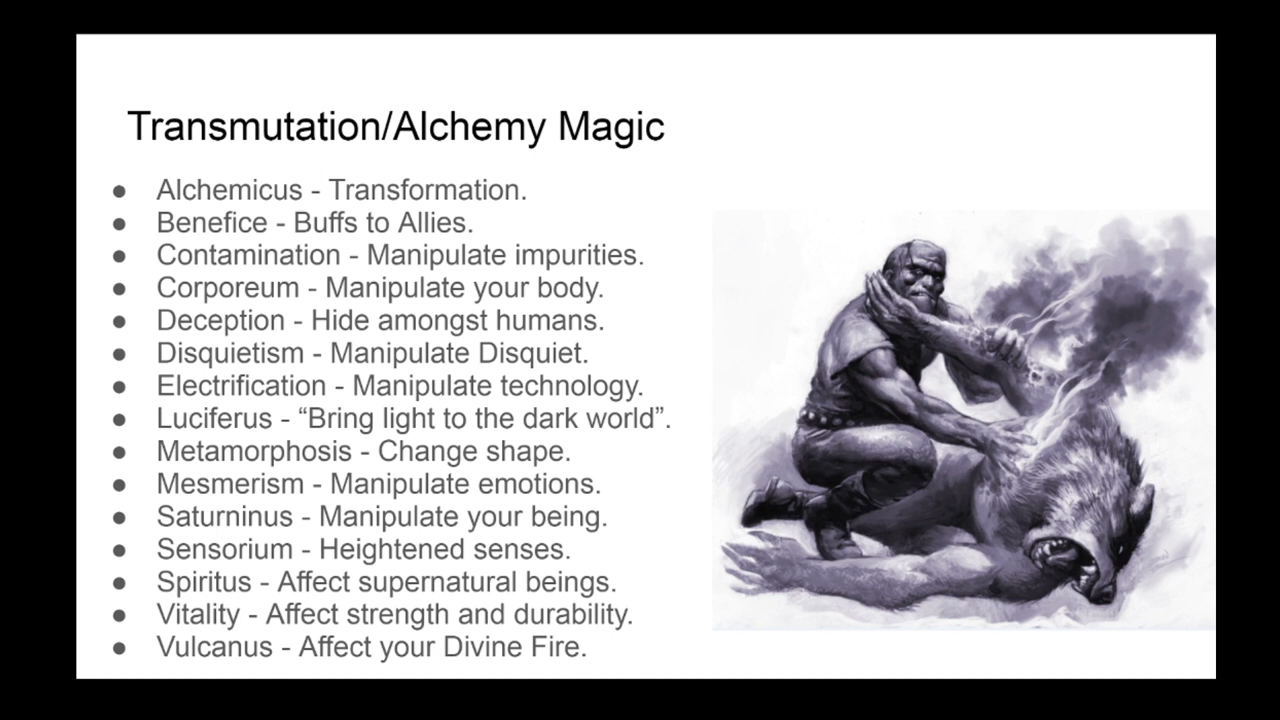 Transmutation/Alchemy Magic
● Alchemicus - Transformation.
● Benefice - Buffs to Allies.
● Contamination - Manipulate impurities.
● Corporeum - Manipulate your body.
● Deception - Hide amongst humans.
● Disquietism - Manipulate Disquiet.
● Electrification - Manipulate technology.
● Luciferus - “Bring light to the dark world”.
● Metamorphosis - Change shape.
● Mesmerism - Manipulate emotions.
● Saturninus - Manipulate your being.
● Sensorium - Heightened senses.
● Spiritus - Affect supernatural beings.
● Vitality - Affect strength and durability.
● Vulcanus - Affect your Divine Fire.